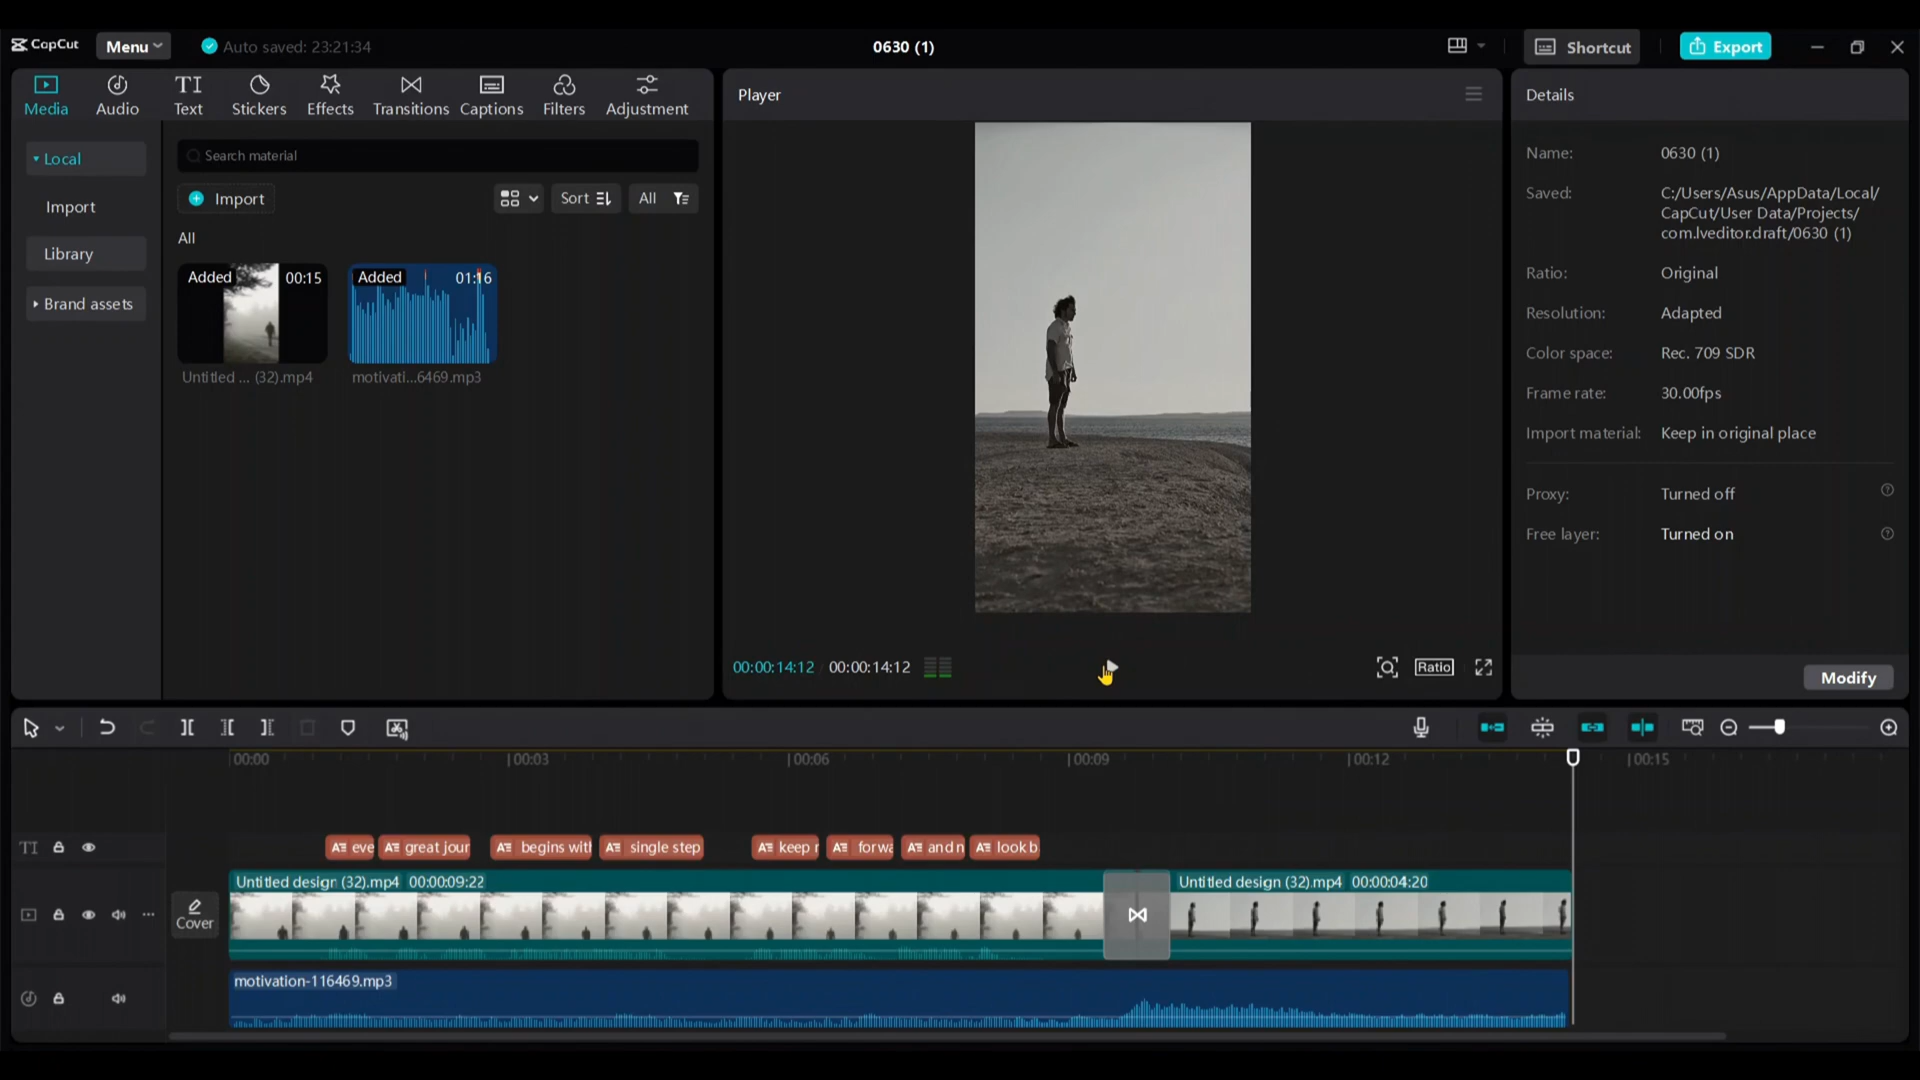 CapCut
Menu
Auto saved: 23:21:34
0630 (1)
Shortcut
Export
Media
Audio
TI
Text
Stickers
Effects
Transitions
Captions
Filters
Adjustment
Player
Details
Local
Import
Library
Brand assets
Search material
Import
Sort
All
All
Added
00:15
Added
01:16
Untitled ... (32).mp4
motivati...6469.mp3
Name:
0630 (1)
Saved:
C:/Users/Asus/AppData/Local/
CapCut/User Data/Projects/
com.lveditor.draft/0630 (1)
Ratio:
Original
Resolution:
Adapted
Color space:
Rec. 709 SDR
Frame rate:
30.00fps
Import material:
Keep in original place
Proxy:
Turned off
Free layer:
Turned on
Modify
00:00:14:12
00:00:14:12
Ratio
00:00
00:03
00:06
00:09
00:12
00:15
TI
A eve
A great jour
A begins wit
A single step
A keep r
A forwa
A and n
A look b
Untitled design (32).mp4 00:00:09:22
Untitled design (32).mp4 00:00:04:20
Cover
motivation-116469.mp3